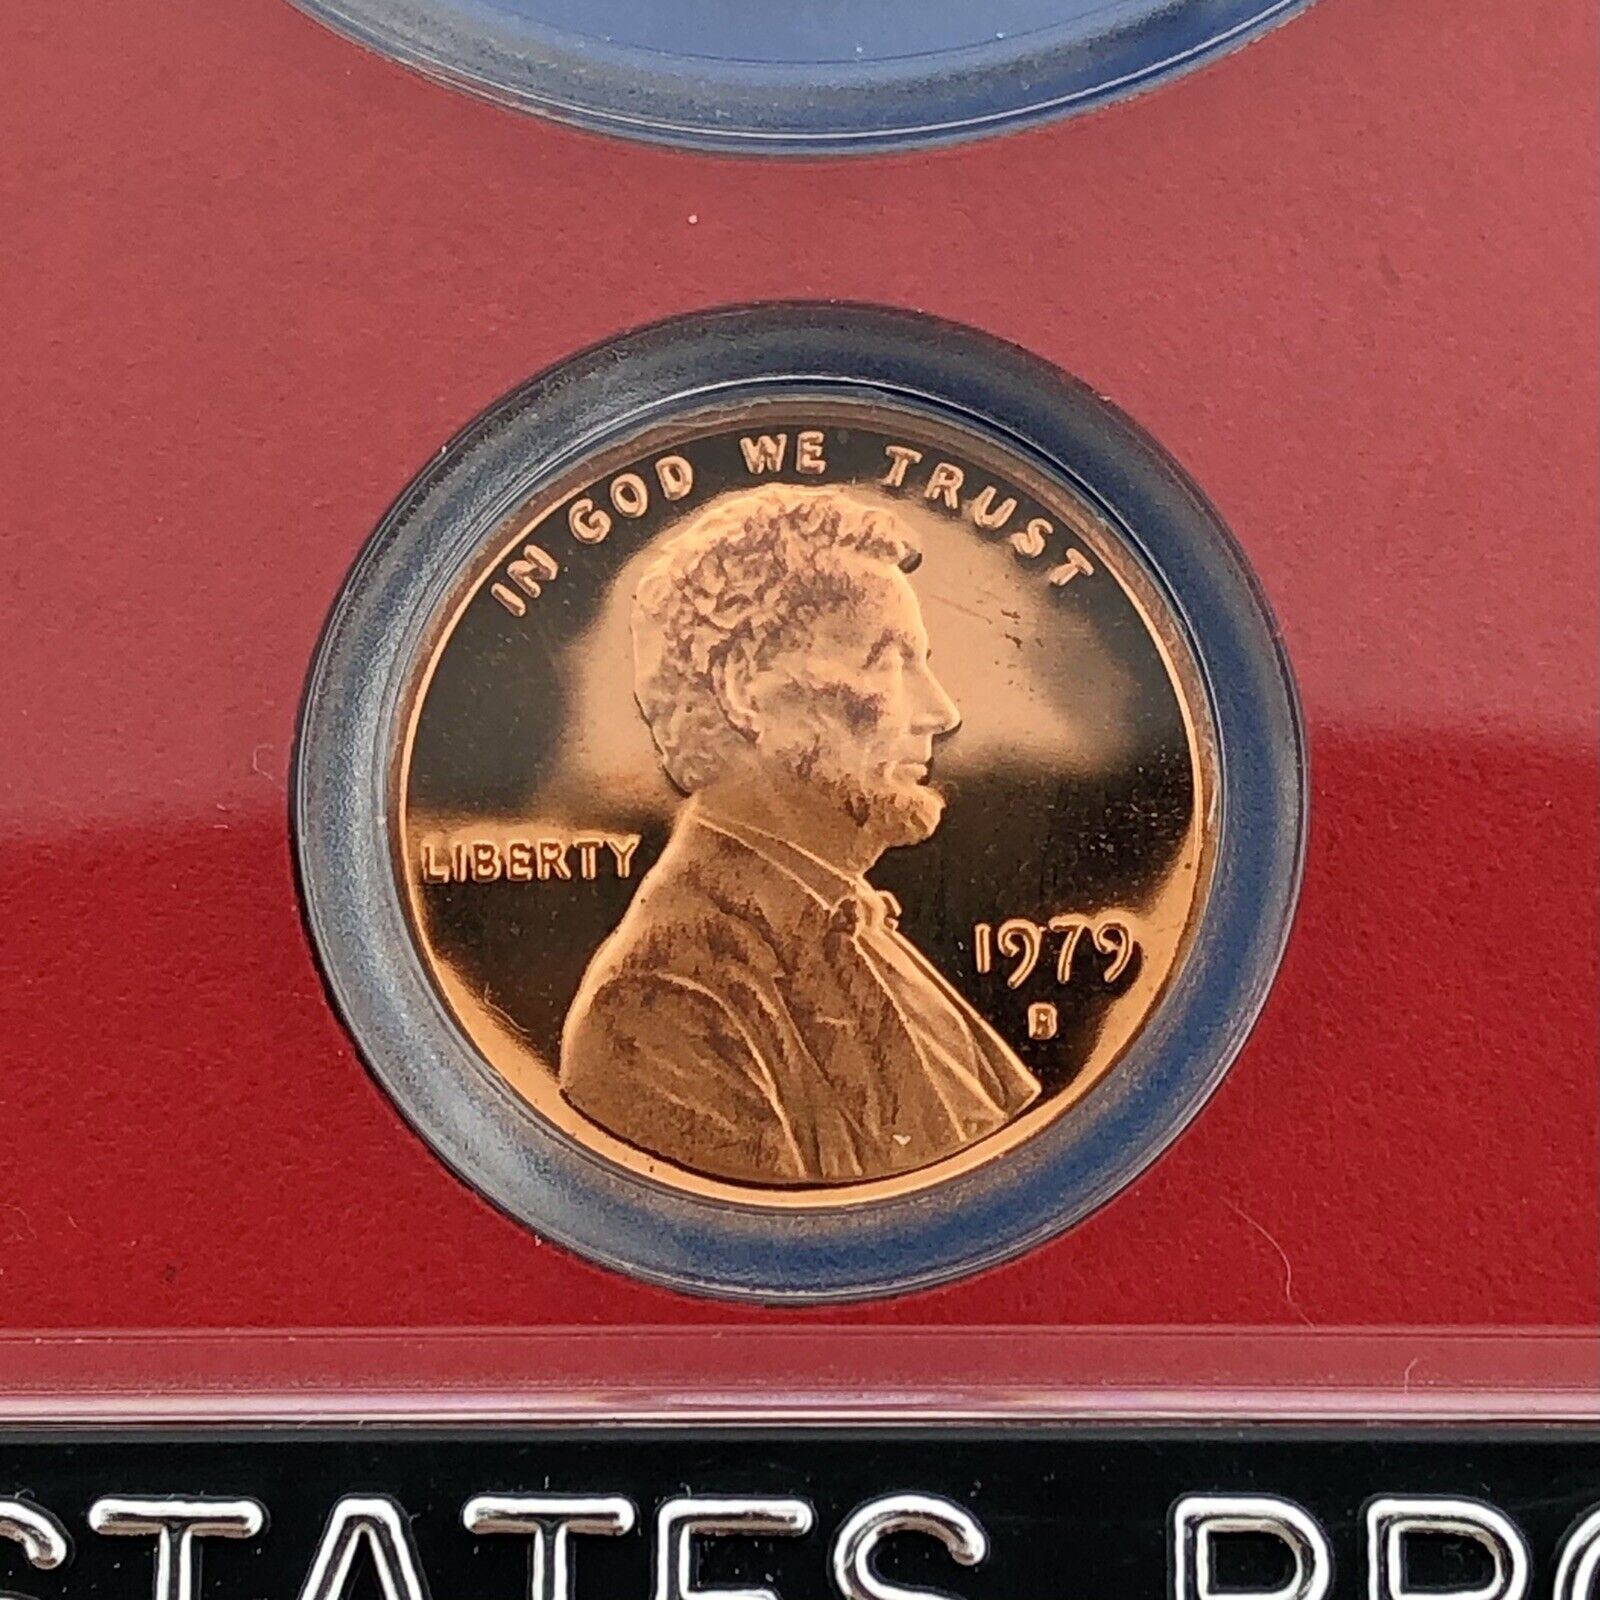 IN GOD WE TRUST
LIBERTY
1979
STATES PRO